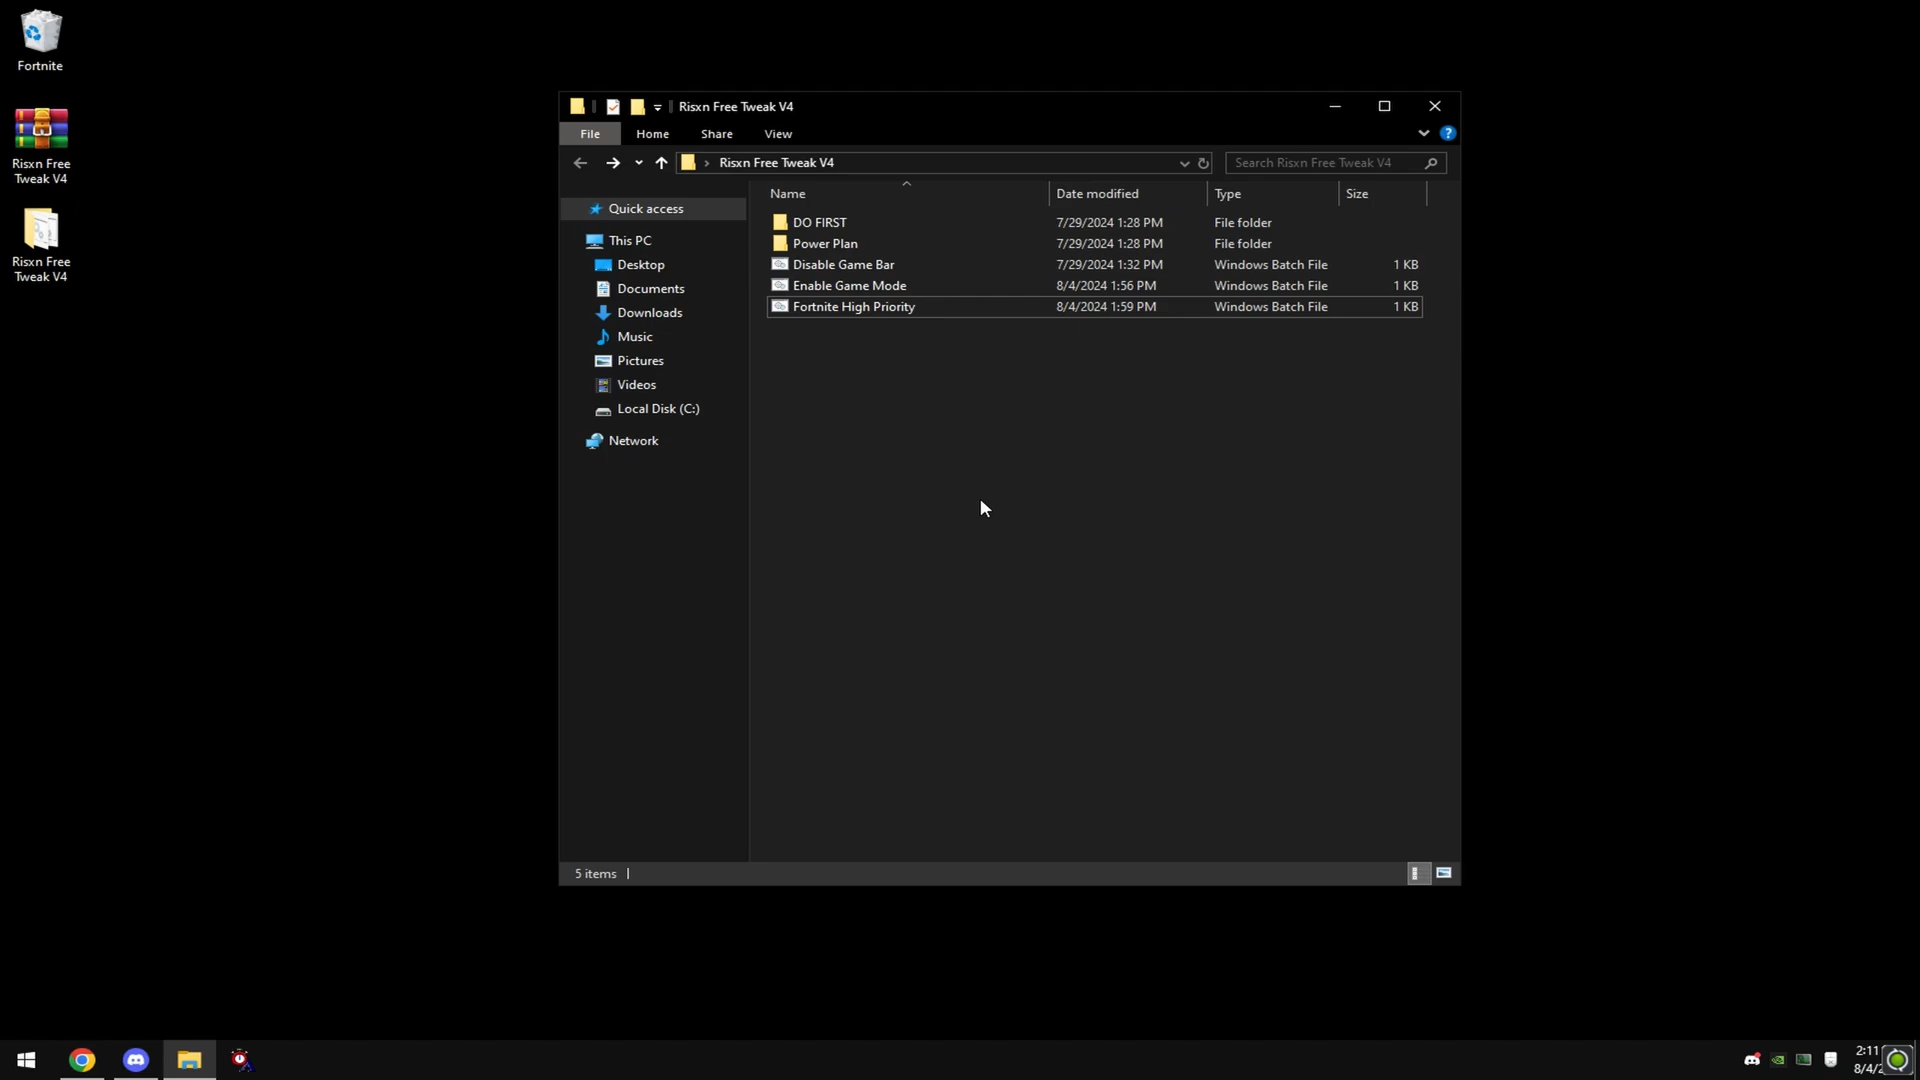 Fortnite
Risxn Free
Tweak V4
Risxn Free
Tweak V4
Risxn Free Tweak V4
File Home Share View
Risxn Free Tweak V4
Search Risxn Free Tweak V4
Name Date modified Type Size
Quick access
This PC
Desktop
Documents
Downloads
Music
Pictures
Videos
Local Disk (C:)
Network
DO FIRST 7/29/2024 1:28 PM File folder
Power Plan 7/29/2024 1:28 PM File folder
Disable Game Bar 7/29/2024 1:32 PM Windows Batch File 1 KB
Enable Game Mode 8/4/2024 1:56 PM Windows Batch File 1 KB
Fortnite High Priority 8/4/2024 1:59 PM Windows Batch File 1 KB
5 items
2:11
8/4/2